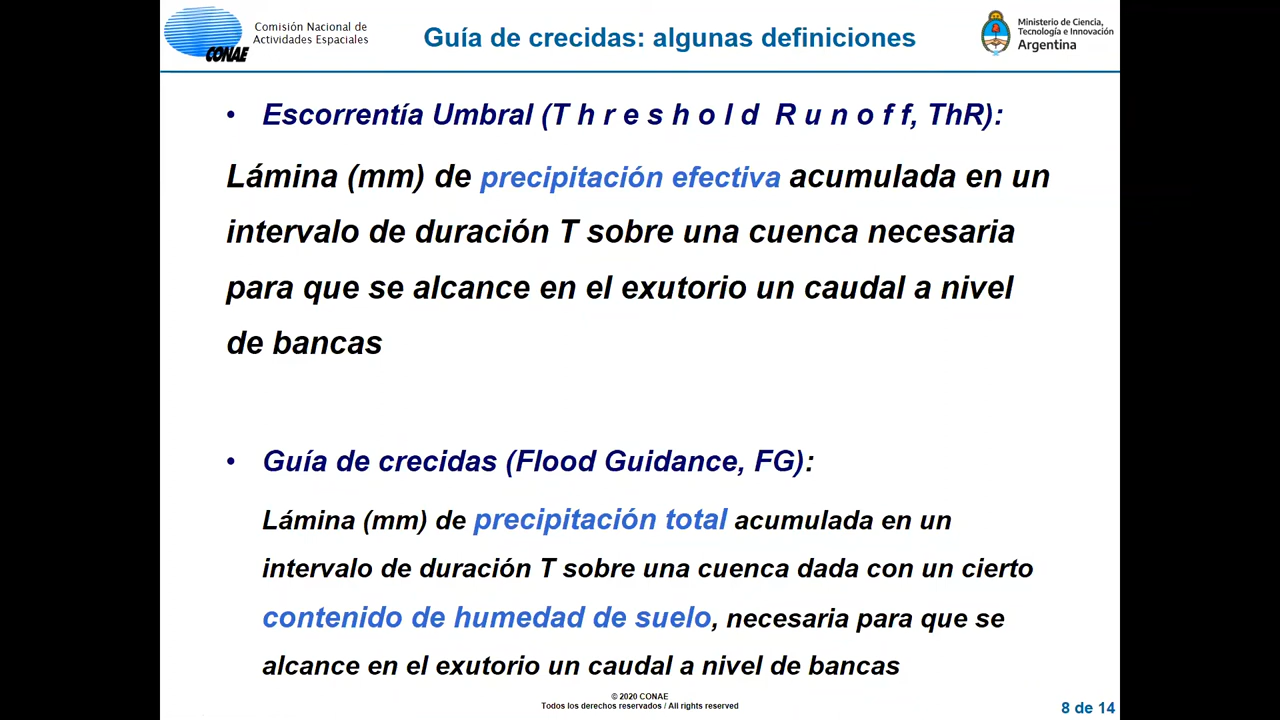 CONAE
Comisión Nacional de
Actividades Espaciales
Guía de crecidas: algunas definiciones
Ministerio de Ciencia,
Tecnología e Innovación
Argentina
• Escorrentía Umbral (T h r e s h o l d R u n o f f, ThR):
Lámina (mm) de precipitación efectiva acumulada en un
intervalo de duración T sobre una cuenca necesaria
para que se alcance en el exutorio un caudal a nivel
de bancas
• Guía de crecidas (Flood Guidance, FG):
Lámina (mm) de precipitación total acumulada en un
intervalo de duración T sobre una cuenca dada con un cierto
contenido de humedad de suelo, necesaria para que se
alcance en el exutorio un caudal a nivel de bancas
© 2020 CONAE
Todos los derechos reservados / All rights reserved
8 de 14